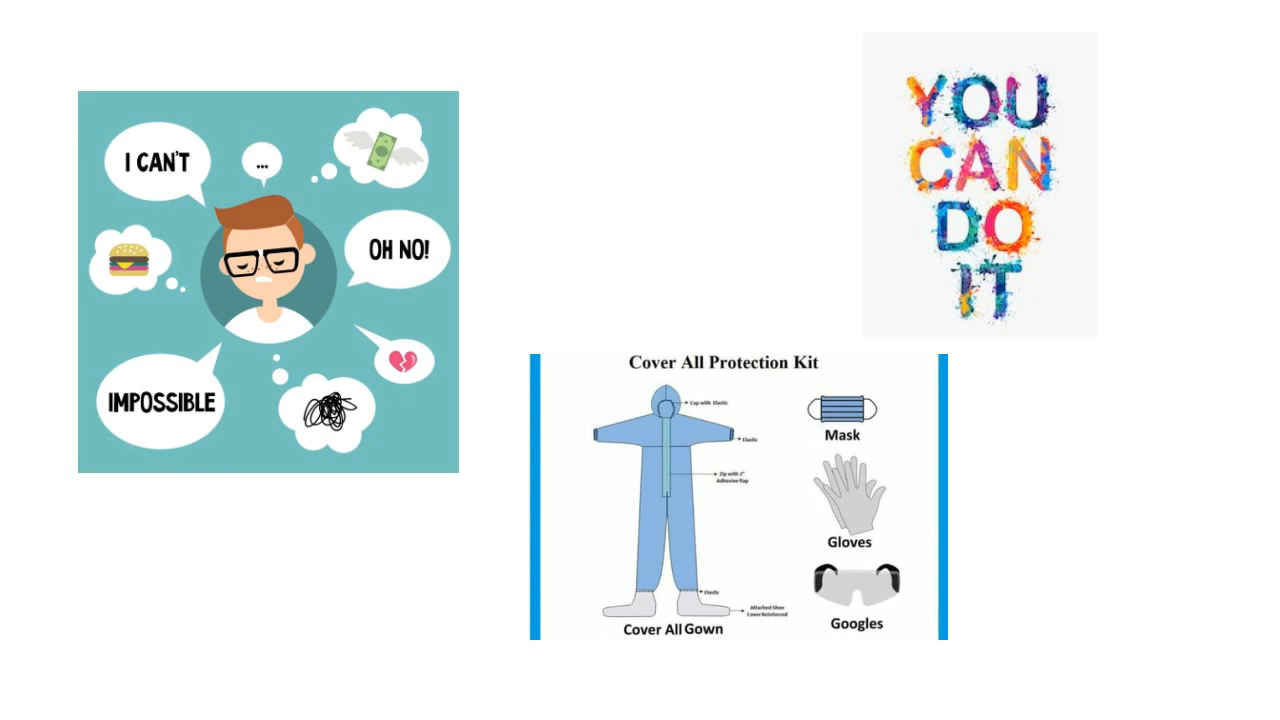 I CAN'T
...
OH NO!
IMPOSSIBLE
YOU
CAN
DO
IT
Cover All Protection Kit
Cap with Elastic
Elastic
Zip with 2"
Adhesive flap
Elastic
Attached Shoe
Cover Reinforced
Cover All Gown
Mask
Gloves
Googles